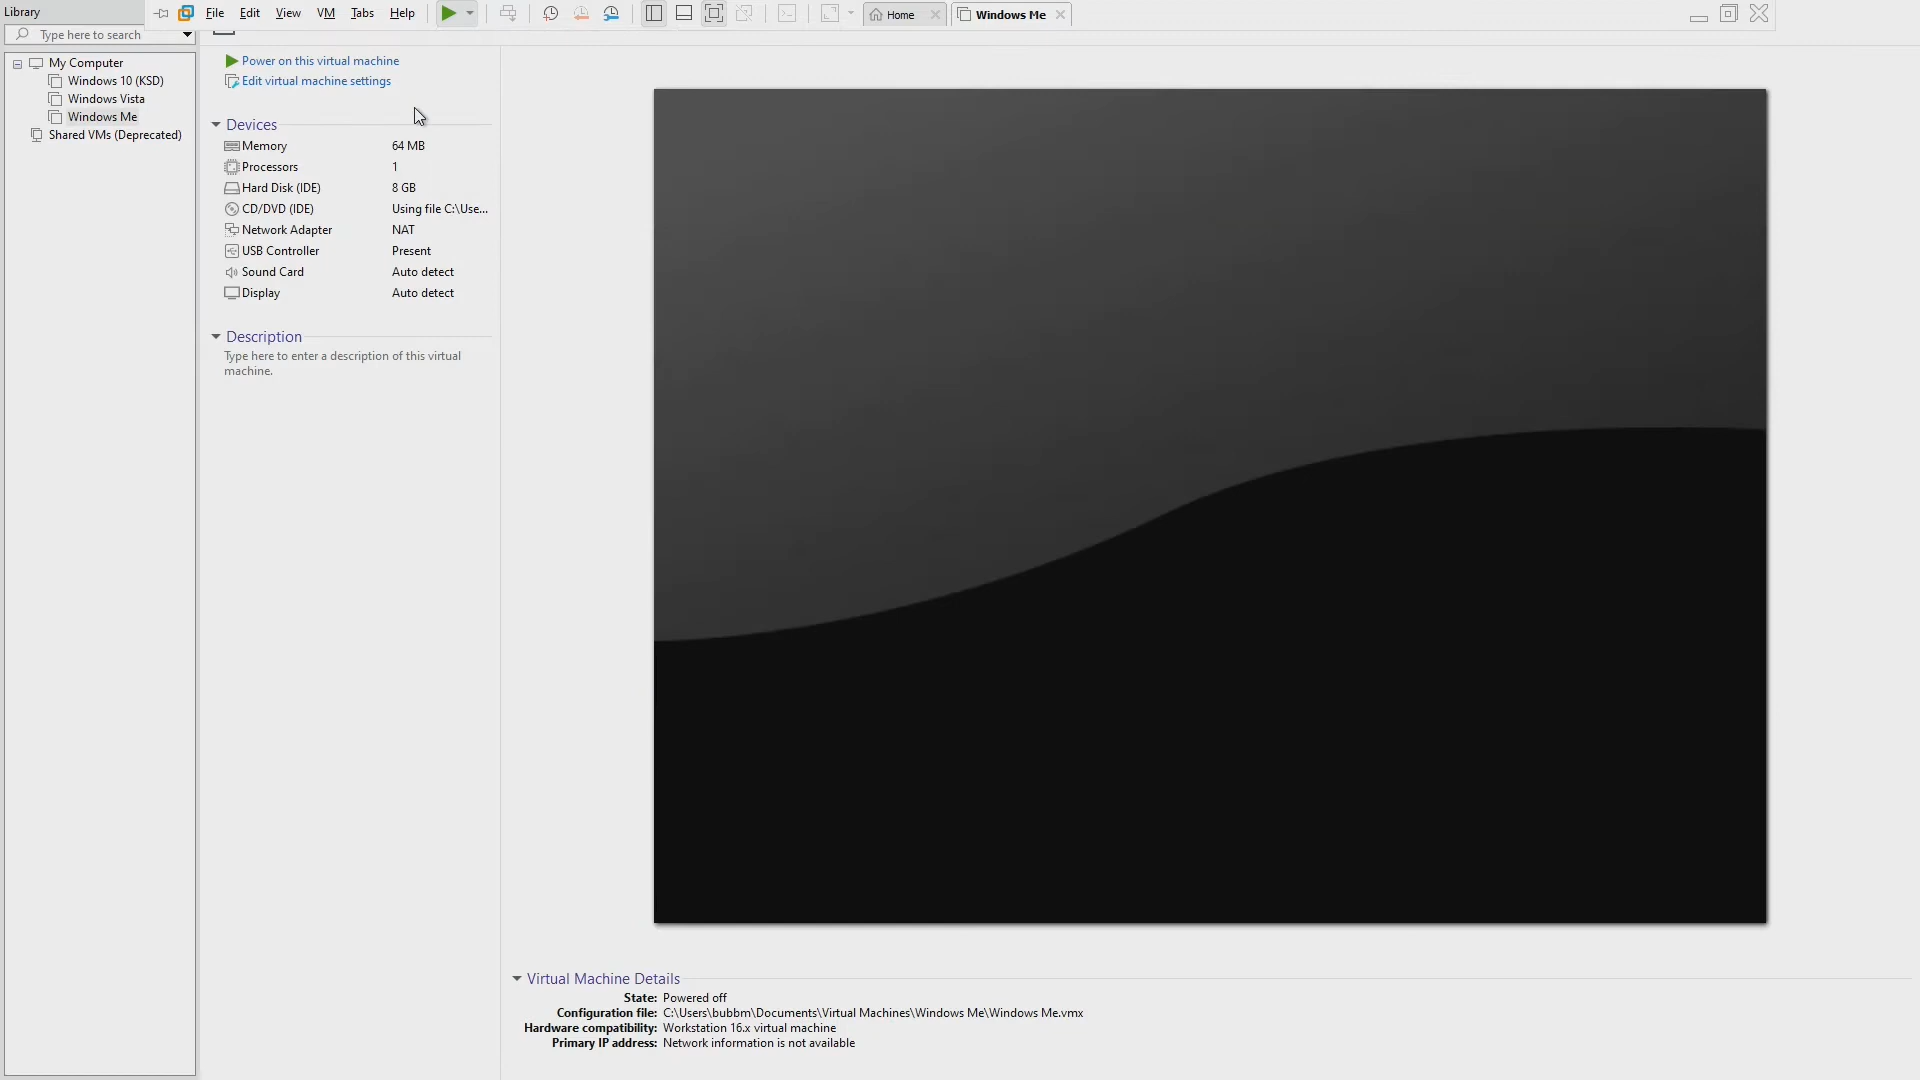 Library
File Edit View VM Tabs Help
Home
Windows Me
Type here to search
My Computer
Windows 10 (KSD)
Windows Vista
Windows Me
Shared VMs (Deprecated)
Power on this virtual machine
Edit virtual machine settings
Devices
Memory 64 MB
Processors 1
Hard Disk (IDE) 8 GB
CD/DVD (IDE) Using file C:\Use...
Network Adapter NAT
USB Controller Present
Sound Card Auto detect
Display Auto detect
Description
Type here to enter a description of this virtual
machine.
Virtual Machine Details
State: Powered off
Configuration file: C:\Users\bubbm\Documents\Virtual Machines\Windows Me\Windows Me.vmx
Hardware compatibility: Workstation 16.x virtual machine
Primary IP address: Network information is not available